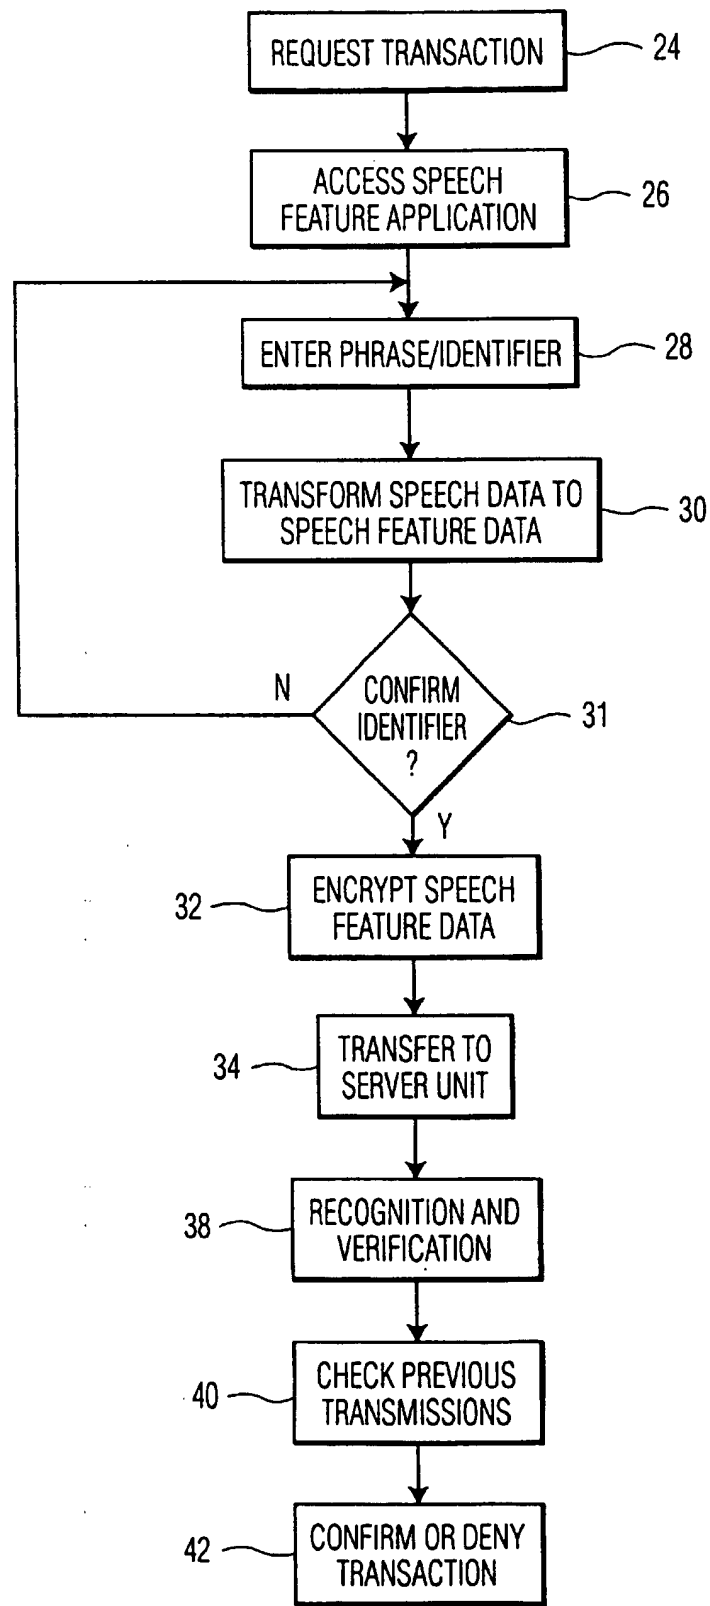 REQUEST TRANSACTION
24
ACCESS SPEECH
FEATURE APPLICATION
26
ENTER PHRASE/IDENTIFIER
28
TRANSFORM SPEECH DATA TO
SPEECH FEATURE DATA
30
N
CONFIRM
IDENTIFIER
?
31
Y
32
ENCRYPT SPEECH
FEATURE DATA
34
TRANSFER TO
SERVER UNIT
38
RECOGNITION AND
VERIFICATION
40
CHECK PREVIOUS
TRANSMISSIONS
42
CONFIRM OR DENY
TRANSACTION